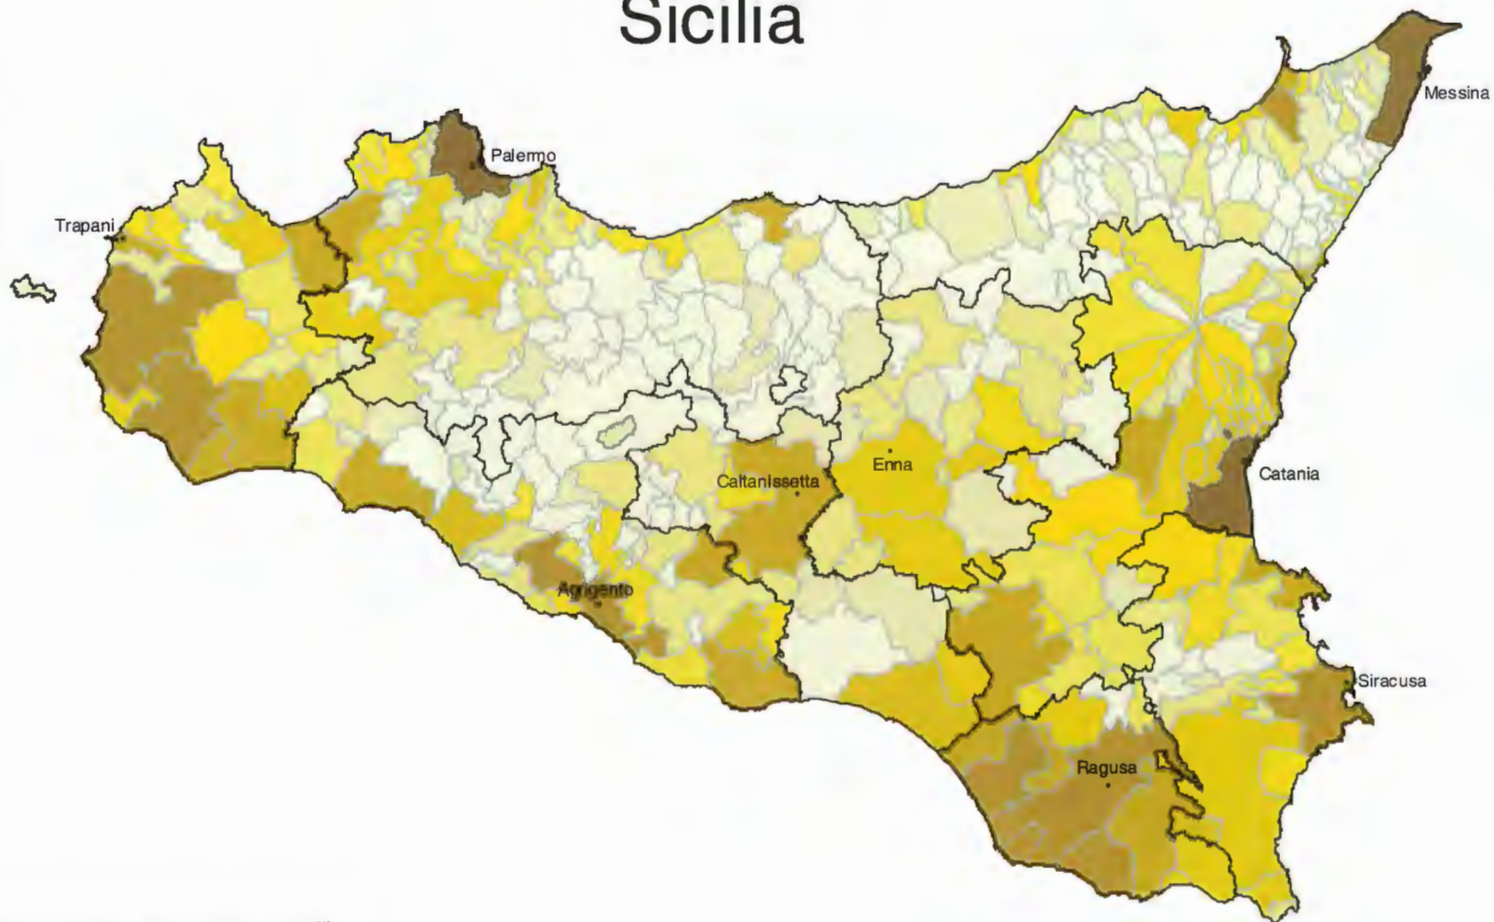 Sicilia
Messina
Palermo
Trapani
Enna
Caltanissetta
Catania
Agrigento
Siracusa
Ragusa